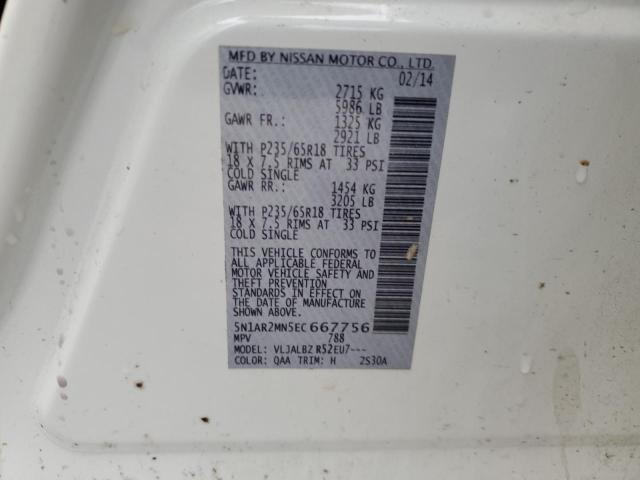 MFD BY NISSAN MOTOR CO., LTD.
DATE: 02/14
GVWR: 2715 KG
5986 LB
GAWR FR.: 1325 KG
2921 LB
WITH P235/65R18 TIRES
18 X 7.5 RIMS AT 33 PSI
COLD SINGLE
GAWR RR.: 1454 KG
3205 LB
WITH P235/65R18 TIRES
18 X 7.5 RIMS AT 33 PSI
COLD SINGLE
THIS VEHICLE CONFORMS TO
ALL APPLICABLE FEDERAL
MOTOR VEHICLE SAFETY AND
THEFT PREVENTION
STANDARDS IN EFFECT ON
THE DATE OF MANUFACTURE
SHOWN ABOVE.
5N1AR2MN5EC667756
MPV 788
MODEL: VLJALBZ R52EU7---
COLOR: QAA TRIM: H 2S30A